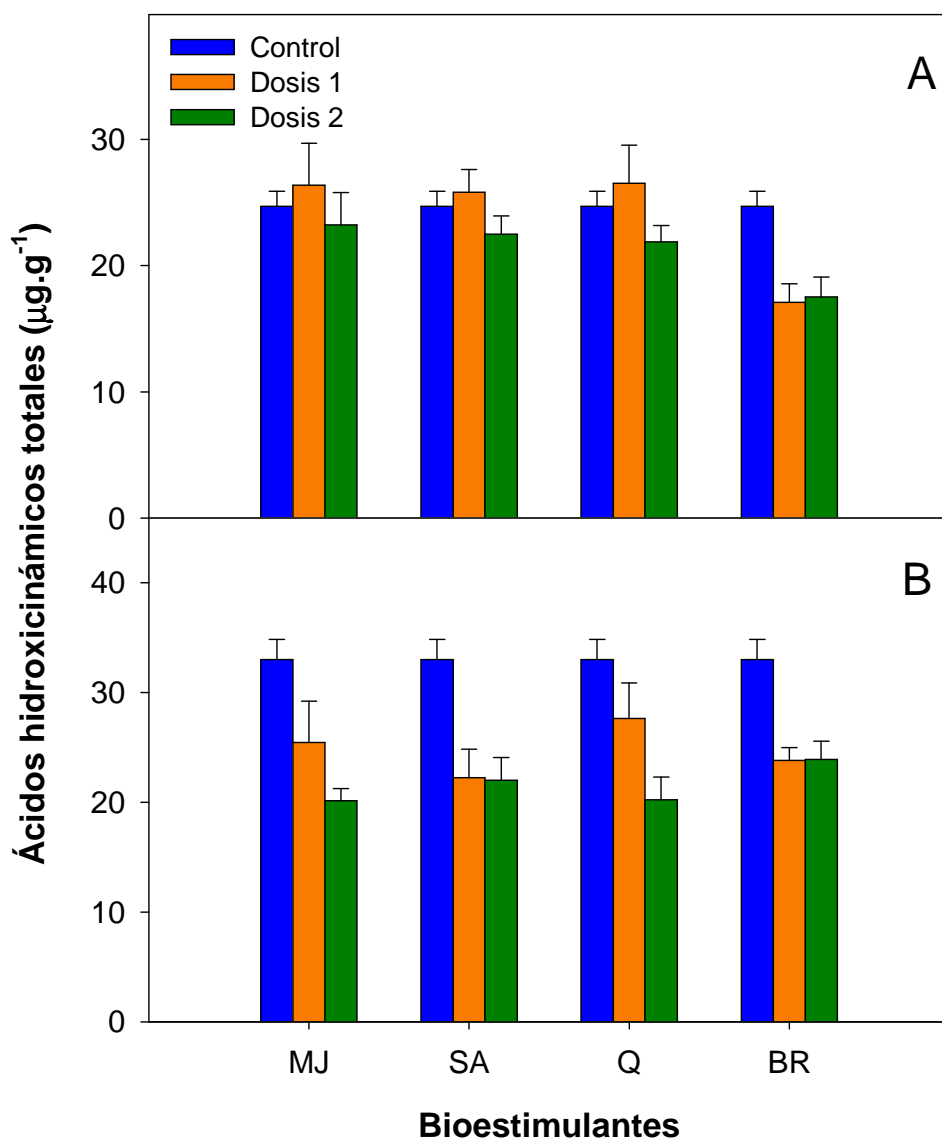 Control
Dosis 1
Dosis 2
A
30
20
10
0
B
40
30
20
10
0
Ácidos hidroxicinámicos totales (µg.g⁻¹)
MJ SA Q BR
Bioestimulantes